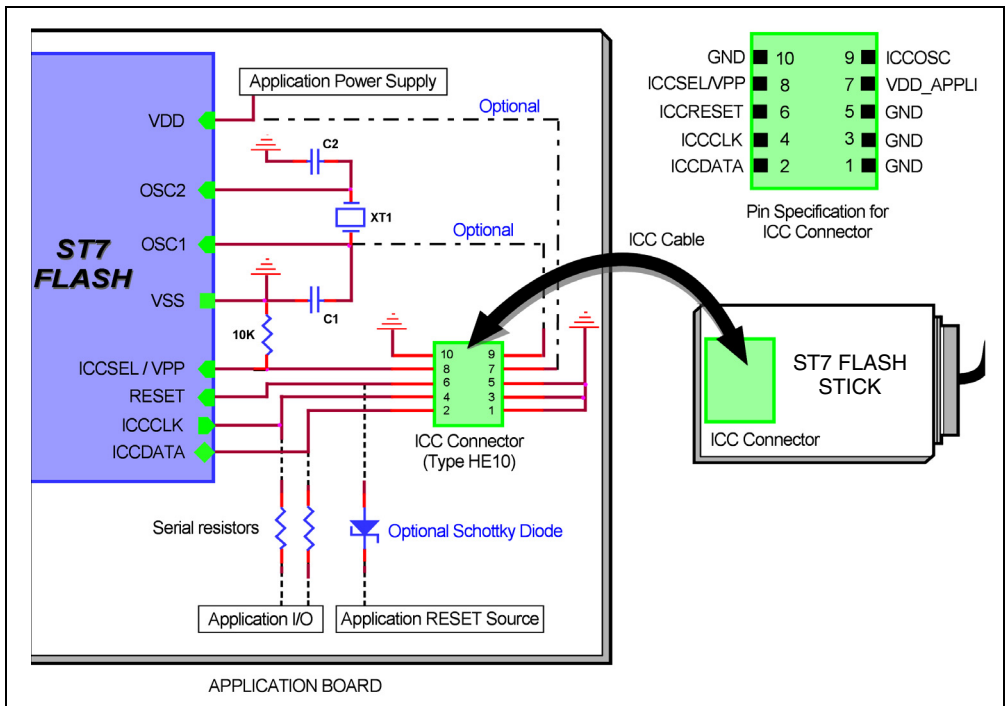 Application Power Supply
VDD
Optional
C2
OSC2
XT1
OSC1
Optional
ST7
FLASH
VSS
C1
10K
ICCSEL / VPP
RESET
ICCCLK
ICCDATA
10 9
8 7
6 5
4 3
2 1
ICC Connector
(Type HE10)
Serial resistors
Optional Schottky Diode
Application I/O
Application RESET Source
APPLICATION BOARD
GND 10 9 ICCOSC
ICCSEL/VPP 8 7 VDD_APPLI
ICCRESET 6 5 GND
ICCCLK 4 3 GND
ICCDATA 2 1 GND
Pin Specification for
ICC Connector
ICC Cable
ST7 FLASH
STICK
ICC Connector